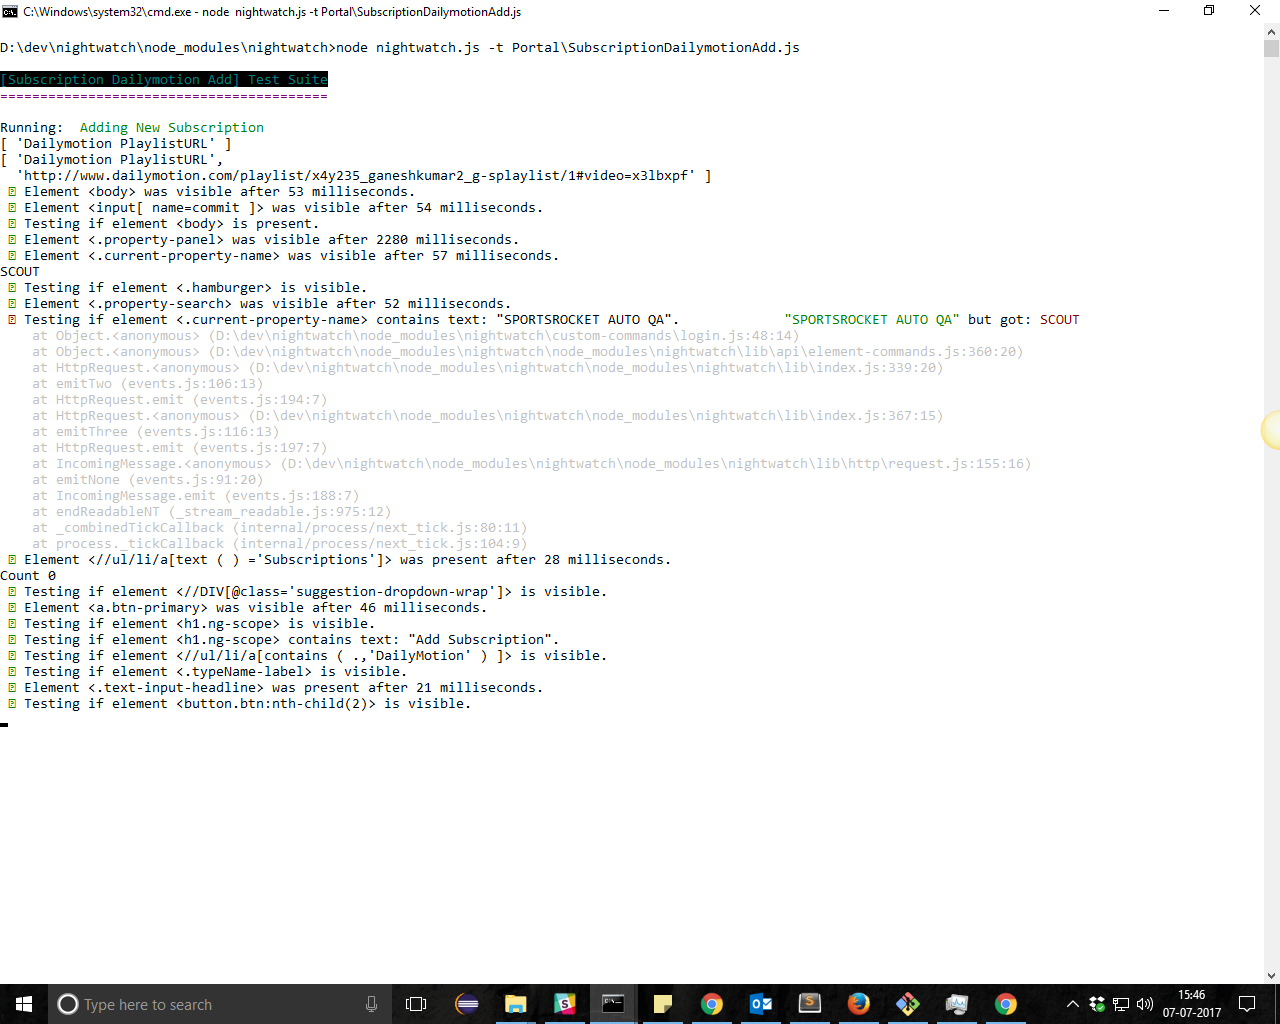 C:\Windows\system32\cmd.exe - node  nightwatch.js -t Portal\SubscriptionDailymotionAdd.js
D:\dev\nightwatch\node_modules\nightwatch>node nightwatch.js -t Portal\SubscriptionDailymotionAdd.js
[Subscription Dailymotion Add] Test Suite
=========================================
Running:  Adding New Subscription
[ 'Dailymotion PlaylistURL' ]
[ 'Dailymotion PlaylistURL',
'http://www.dailymotion.com/playlist/x4y235_ganeshkumar2_g-splaylist/1#video=x3lbxpf' ]
Element <body> was visible after 53 milliseconds.
Element <input[ name=commit ]> was visible after 54 milliseconds.
Testing if element <body> is present.
Element <.property-panel> was visible after 2280 milliseconds.
Element <.current-property-name> was visible after 57 milliseconds.
SCOUT
Testing if element <.hamburger> is visible.
Element <.property-search> was visible after 52 milliseconds.
Testing if element <.current-property-name> contains text: "SPORTSROCKET AUTO QA". "SPORTSROCKET AUTO QA" but got: SCOUT
at Object.<anonymous> (D:\dev\nightwatch\node_modules\nightwatch\custom-commands\login.js:48:14)
at Object.<anonymous> (D:\dev\nightwatch\node_modules\nightwatch\node_modules\nightwatch\lib\api\element-commands.js:360:20)
at HttpRequest.<anonymous> (D:\dev\nightwatch\node_modules\nightwatch\node_modules\nightwatch\lib\index.js:339:20)
at emitTwo (events.js:106:13)
at HttpRequest.emit (events.js:194:7)
at HttpRequest.<anonymous> (D:\dev\nightwatch\node_modules\nightwatch\node_modules\nightwatch\lib\index.js:367:15)
at emitThree (events.js:116:13)
at HttpRequest.emit (events.js:197:7)
at IncomingMessage.<anonymous> (D:\dev\nightwatch\node_modules\nightwatch\node_modules\nightwatch\lib\http\request.js:155:16)
at emitNone (events.js:91:20)
at IncomingMessage.emit (events.js:188:7)
at endReadableNT (_stream_readable.js:975:12)
at _combinedTickCallback (internal/process/next_tick.js:80:11)
at process._tickCallback (internal/process/next_tick.js:104:9)
Element <//ul/li/a[text ( ) ='Subscriptions']> was present after 28 milliseconds.
Count 0
Testing if element <//DIV[@class='suggestion-dropdown-wrap']> is visible.
Element <a.btn-primary> was visible after 46 milliseconds.
Testing if element <h1.ng-scope> is visible.
Testing if element <h1.ng-scope> contains text: "Add Subscription".
Testing if element <//ul/li/a[contains ( .,'DailyMotion' ) ]> is visible.
Testing if element <.typeName-label> is visible.
Element <.text-input-headline> was present after 21 milliseconds.
Testing if element <button.btn:nth-child(2)> is visible.
Type here to search
15:46
07-07-2017